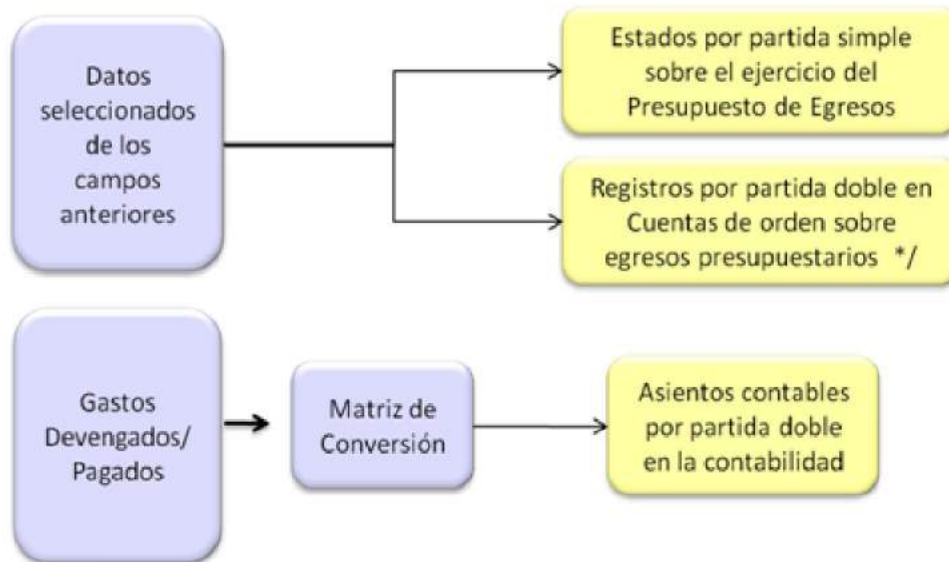 Datos
seleccionados
de los
campos
anteriores
Estados por partida simple
sobre el ejercicio del
Presupuesto de Egresos
Registros por partida doble en
Cuentas de orden sobre
egresos presupuestarios */
Gastos
Devengados/
Pagados
Matriz de
Conversión
Asientos contables
por partida doble
en la contabilidad